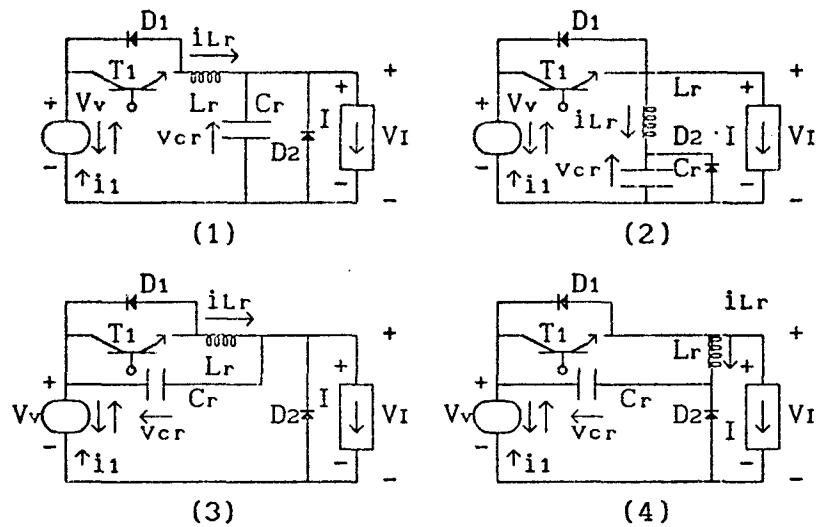 D1 iLr
T1
+ Vv Lr Cr + I VI +
vcr D2
- ↑i1 - -
(1)
D1
T1
+ Vv Lr + +
iLr D2 I VI
vcr Cr
- ↑i1 - -
(2)
D1 iLr
T1
+ Lr + +
Vv Cr I VI
vcr D2
- ↑i1 - -
(3)
D1 iLr
T1
+ Lr + +
Vv Cr D2 I VI
vcr
- ↑i1 - -
(4)